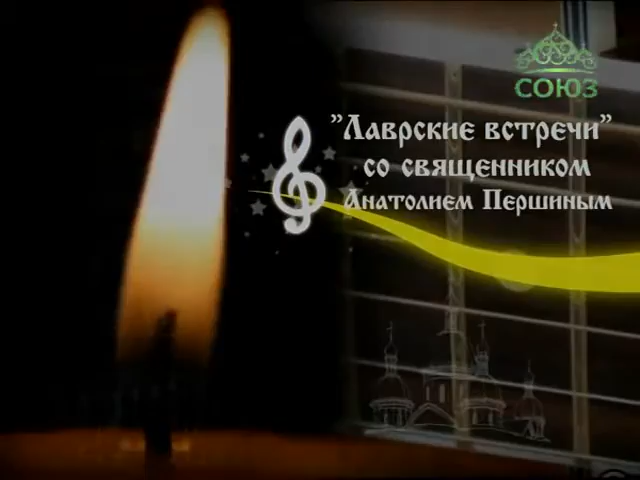 СОЮЗ
"Лаврские встречи"
со священником
Анатолием Першиным